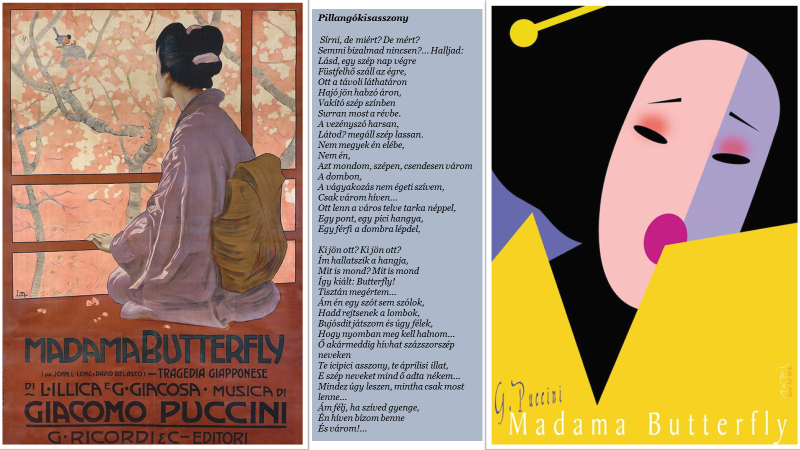 MADAMA BUTTERFLY
(DA JOHN L. LONG e DAVID BELASCO) — TRAGEDIA GIAPPONESE
DI L. ILLICA E G. GIACOSA · MUSICA DI
GIACOMO PUCCINI
G. RICORDI & C — EDITORI
Pillangókisasszony
Sírni, de miért? De mért?
Semmi bizalmad nincsen?... Halljad:
Lásd, egy szép nap végre
Füstfelhő száll az égre,
Ott a távoli láthatáron
Hajó jön habzó áron,
Vakító szép színben
Surran most a révbe.
A vezényszó harsan,
Látod? megáll szép lassan.
Nem megyek én elébe,
Nem én,
Azt mondom, szépen, csendesen várom
A dombon,
A vágyakozás nem égeti szívem,
Csak várom híven...
Ott lenn a város telve tarka néppel,
Egy pont, egy pici hangya,
Egy férfi a dombra lépdel,
Ki jön ott? Ki jön ott?
Ím hallatszik a hangja,
Mit is mond? Mit is mond
Így kiált: Butterfly!
Tisztán megértem...
Ám én egy szót sem szólok,
Hadd rejtsenek a lombok,
Bujósdit játszom és úgy félek,
Hogy nyomban meg kell halnom...
Ő akármeddig hívhat százszorszép
neveken
Te icipici asszony, te áprilisi illat,
E szép neveket mind ő adta nékem...
Mindez úgy leszen, mintha csak most
lenne...
Ám félj, ha szíved gyenge,
Én híven bízom benne
És várom!...
G. Puccini
Madama Butterfly